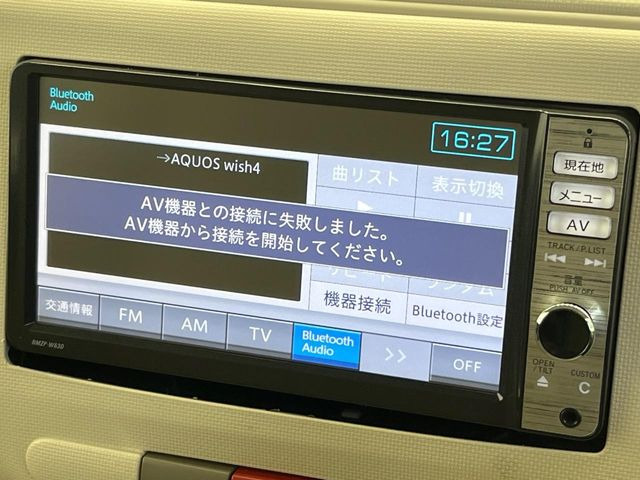 Bluetooth
Audio
16:27
→AQUOS wish4
曲リスト
表示切換
AV機器との接続に失敗しました。
AV機器から接続を開始してください。
機器接続
Bluetooth設定
交通情報
FM
AM
TV
Bluetooth
Audio
>>
OFF
BMZP-W630
現在地
メニュー
AV
TRACK/P.LIST
音量
PUSH AV OFF
OPEN
/TILT
CUSTOM
C